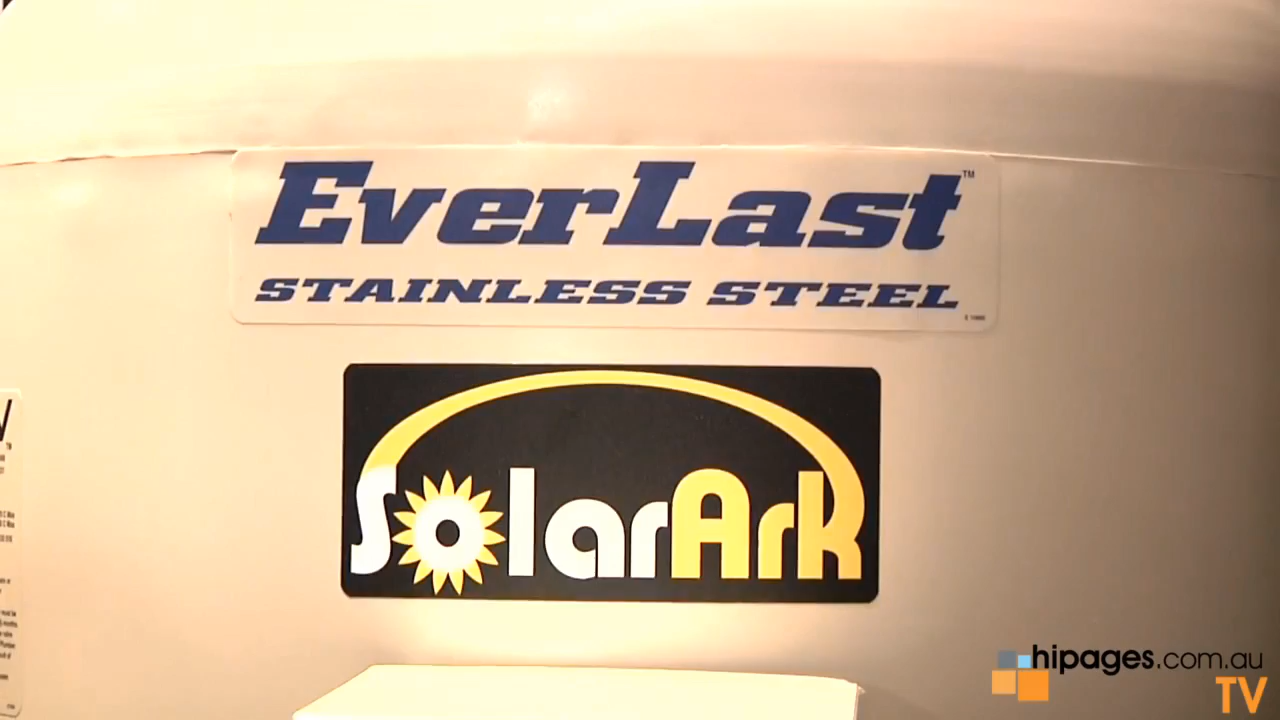 EverLast™
STAINLESS STEEL
SolarArk
hipages.com.au
TV